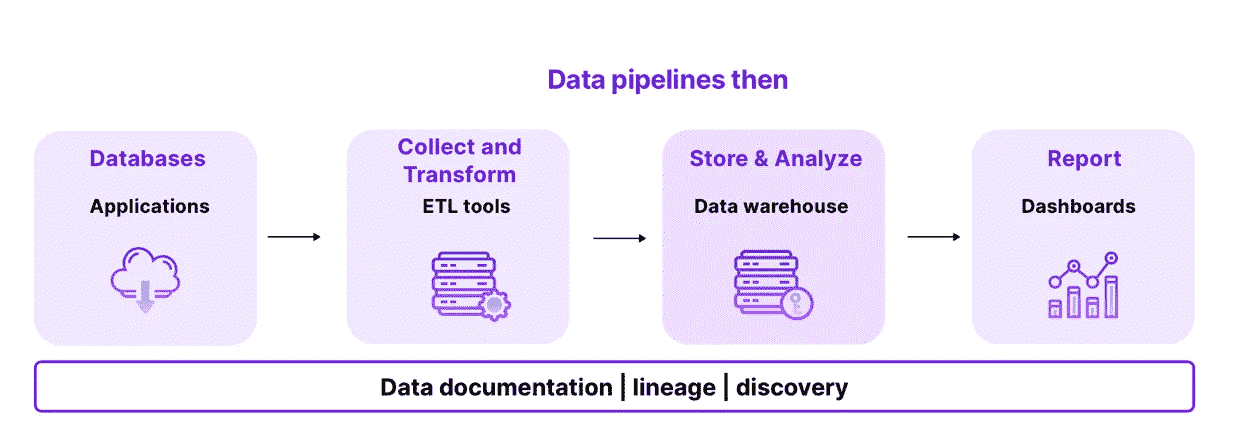 Data pipelines then
Databases
Applications
Collect and
Transform
ETL tools
Store & Analyze
Data warehouse
Report
Dashboards
Data documentation | lineage | discovery